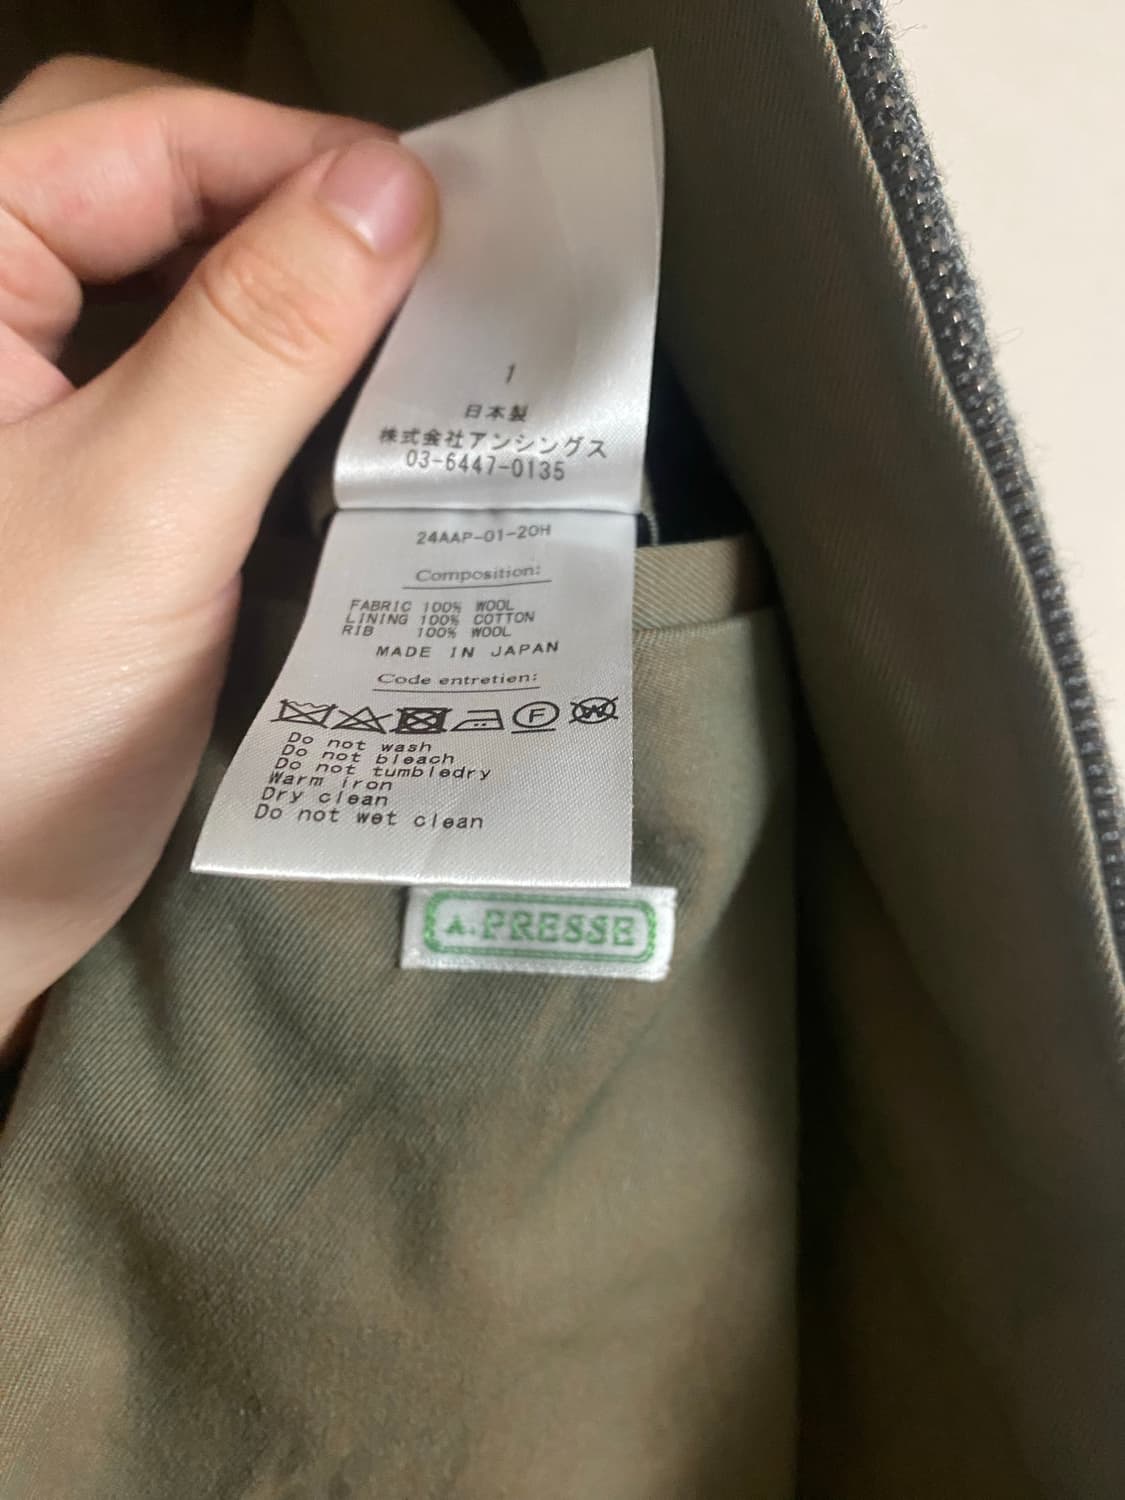 1
日本製
株式会社アンシングス
03-6447-0135
24AAP-01-20H
Composition:
FABRIC 100% WOOL
LINING 100% COTTON
RIB 100% WOOL
MADE IN JAPAN
Code entretien:
F W
Do not wash
Do not bleach
Do not tumbledry
Warm iron
Dry clean
Do not wet clean
A.PRESSE